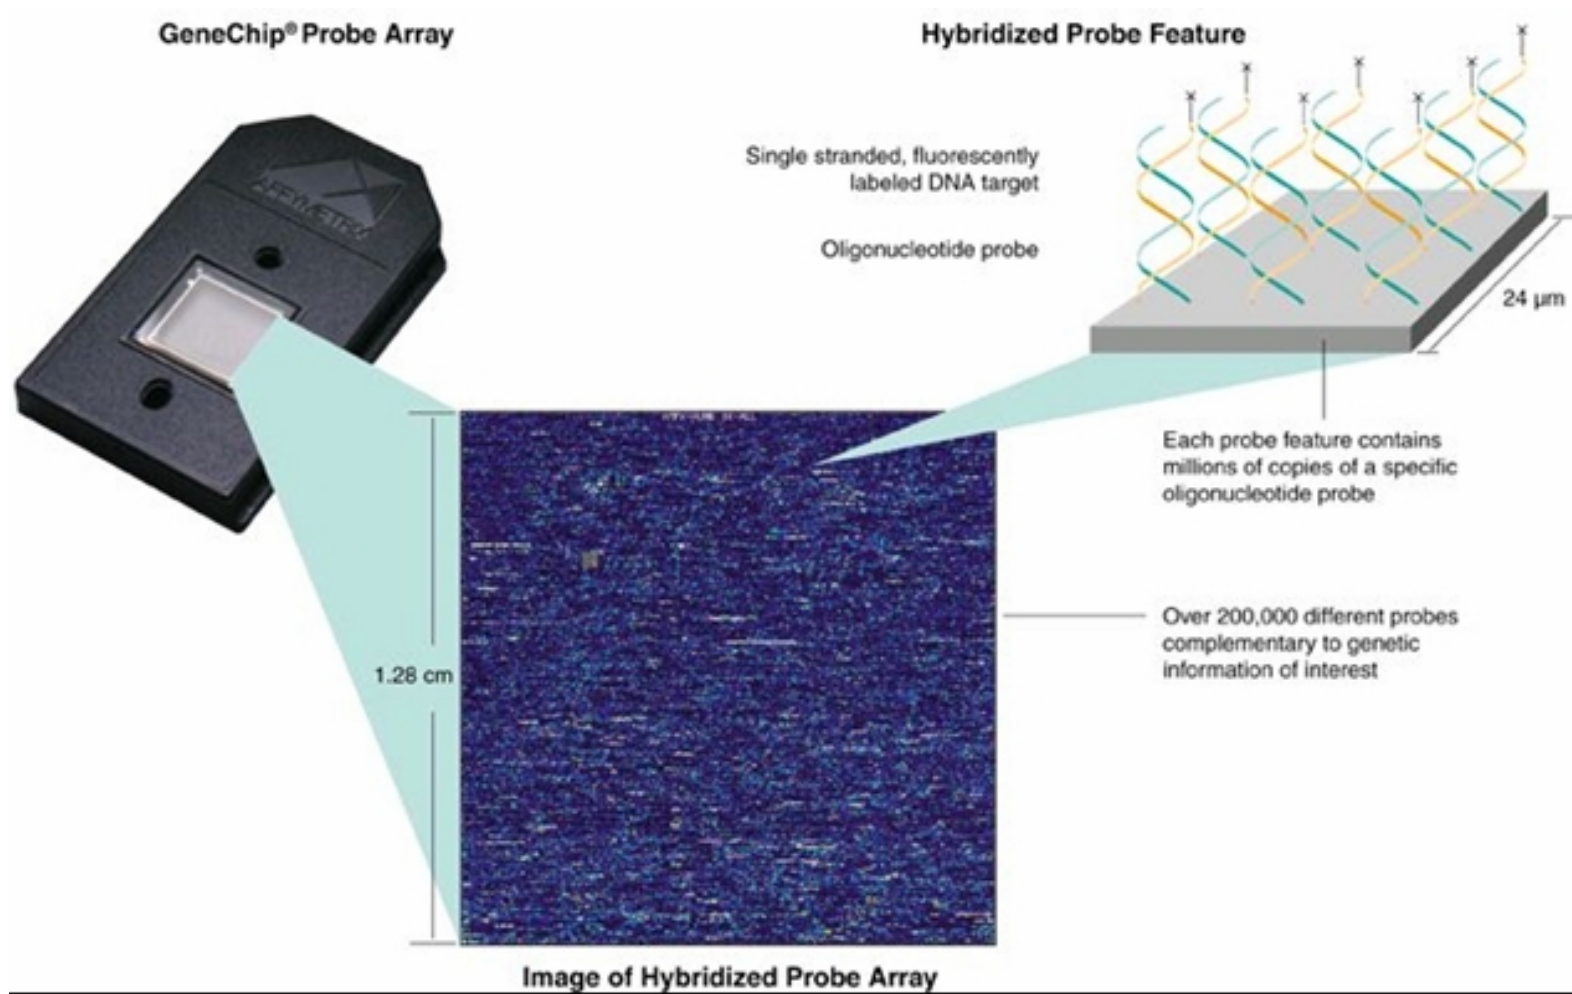 GeneChip® Probe Array
Hybridized Probe Feature
Single stranded, fluorescently
labeled DNA target
Oligonucleotide probe
AFFYMETRIX
24 µm
Each probe feature contains
millions of copies of a specific
oligonucleotide probe
Over 200,000 different probes
complementary to genetic
information of interest
1.28 cm
Image of Hybridized Probe Array